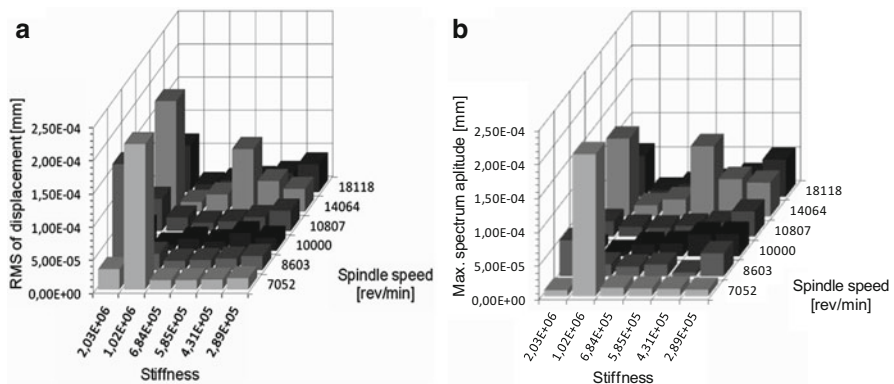 a
RMS of displacement [mm]
2,50E-04
2,00E-04
1,50E-04
1,00E-04
5,00E-05
0,00E+00
18118
14064
10807
10000
8603
7052
Spindle speed
[rev/min]
2,03E+06
1,02E+06
6,84E+05
5,85E+05
4,31E+05
2,89E+05
Stiffness
b
Max. spectrum aplitude [mm]
2,50E-04
2,00E-04
1,50E-04
1,00E-04
5,00E-05
0,00E+00
18118
14064
10807
10000
8603
7052
Spindle speed
[rev/min]
2,03E+06
1,02E+06
6,84E+05
5,85E+05
4,31E+05
2,89E+05
Stiffness